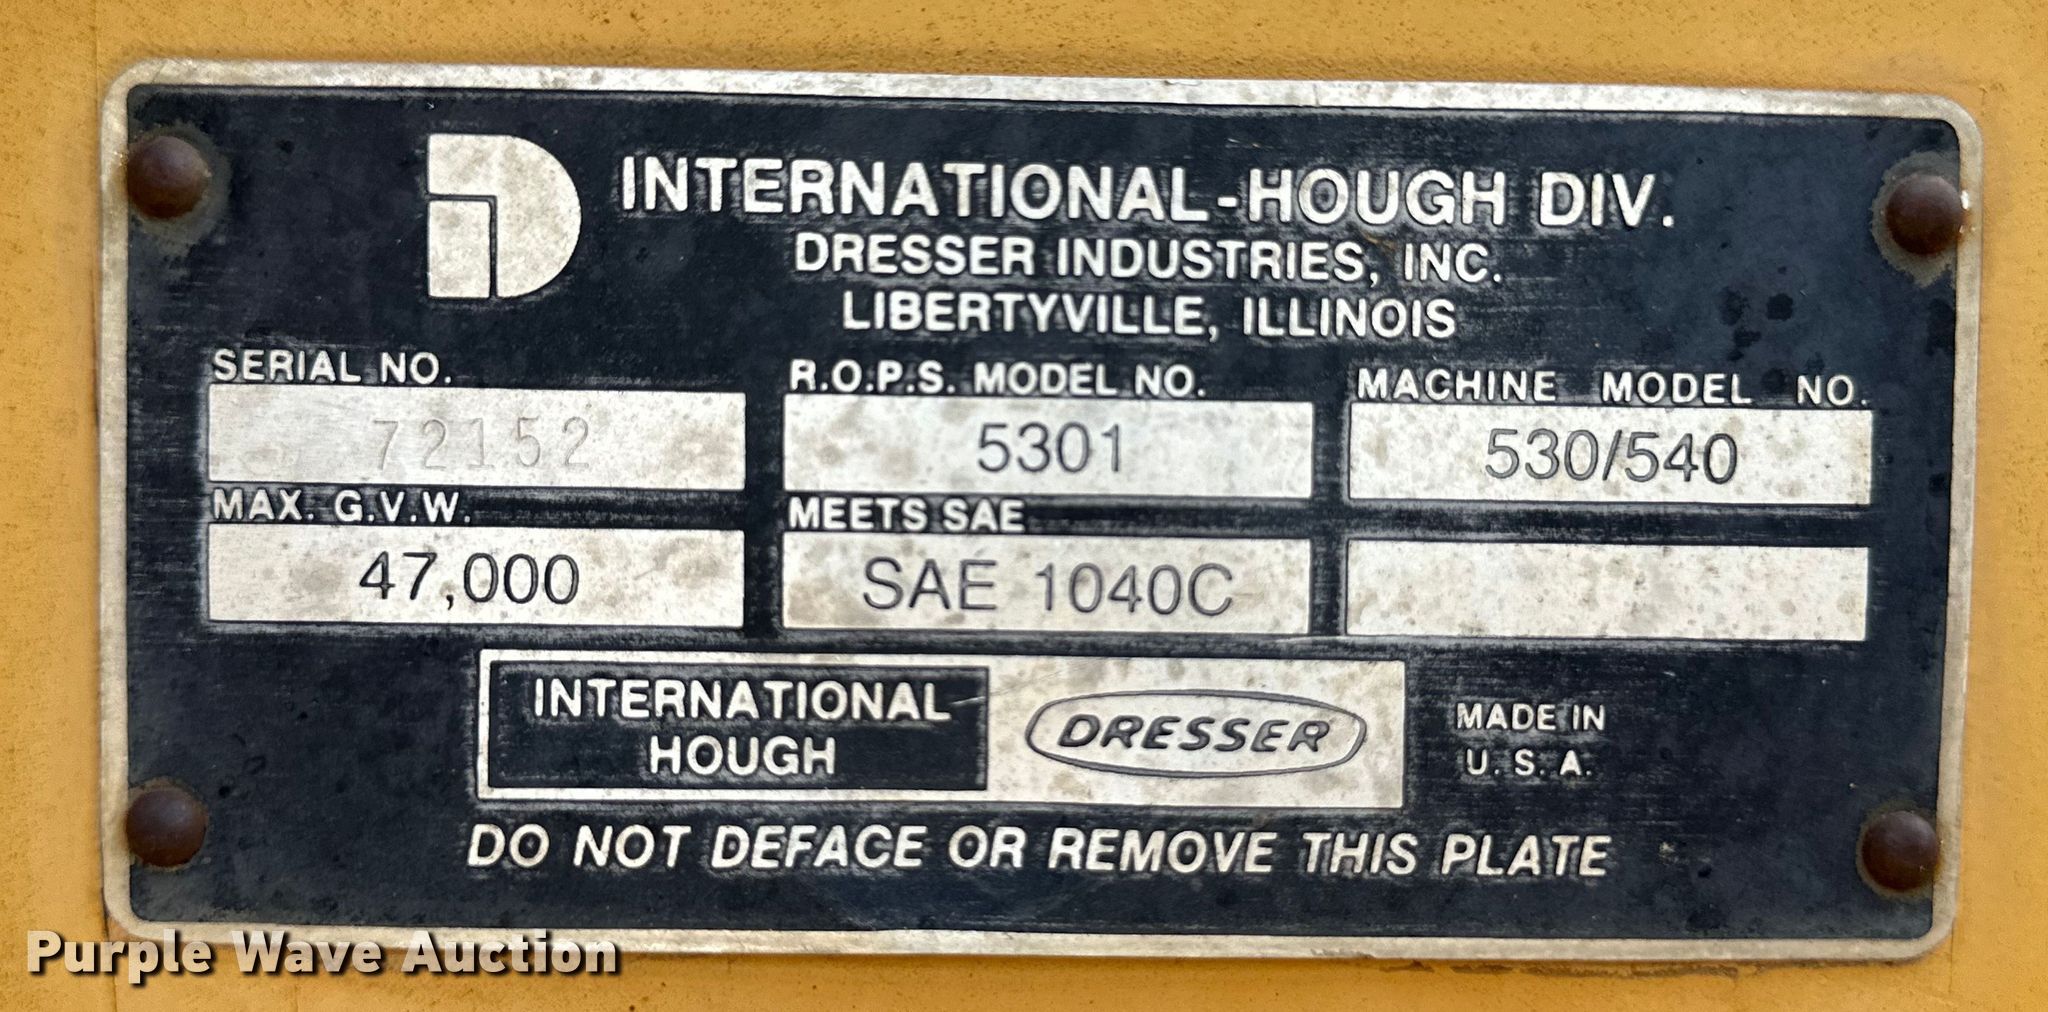 INTERNATIONAL-HOUGH DIV.
DRESSER INDUSTRIES, INC.
LIBERTYVILLE, ILLINOIS
SERIAL NO. R.O.P.S. MODEL NO. MACHINE MODEL NO.
72152 5301 530/540
MAX. G.V.W. MEETS SAE
47,000 SAE 1040C
INTERNATIONAL
HOUGH
DRESSER
MADE IN
U.S.A.
DO NOT DEFACE OR REMOVE THIS PLATE
Purple Wave Auction